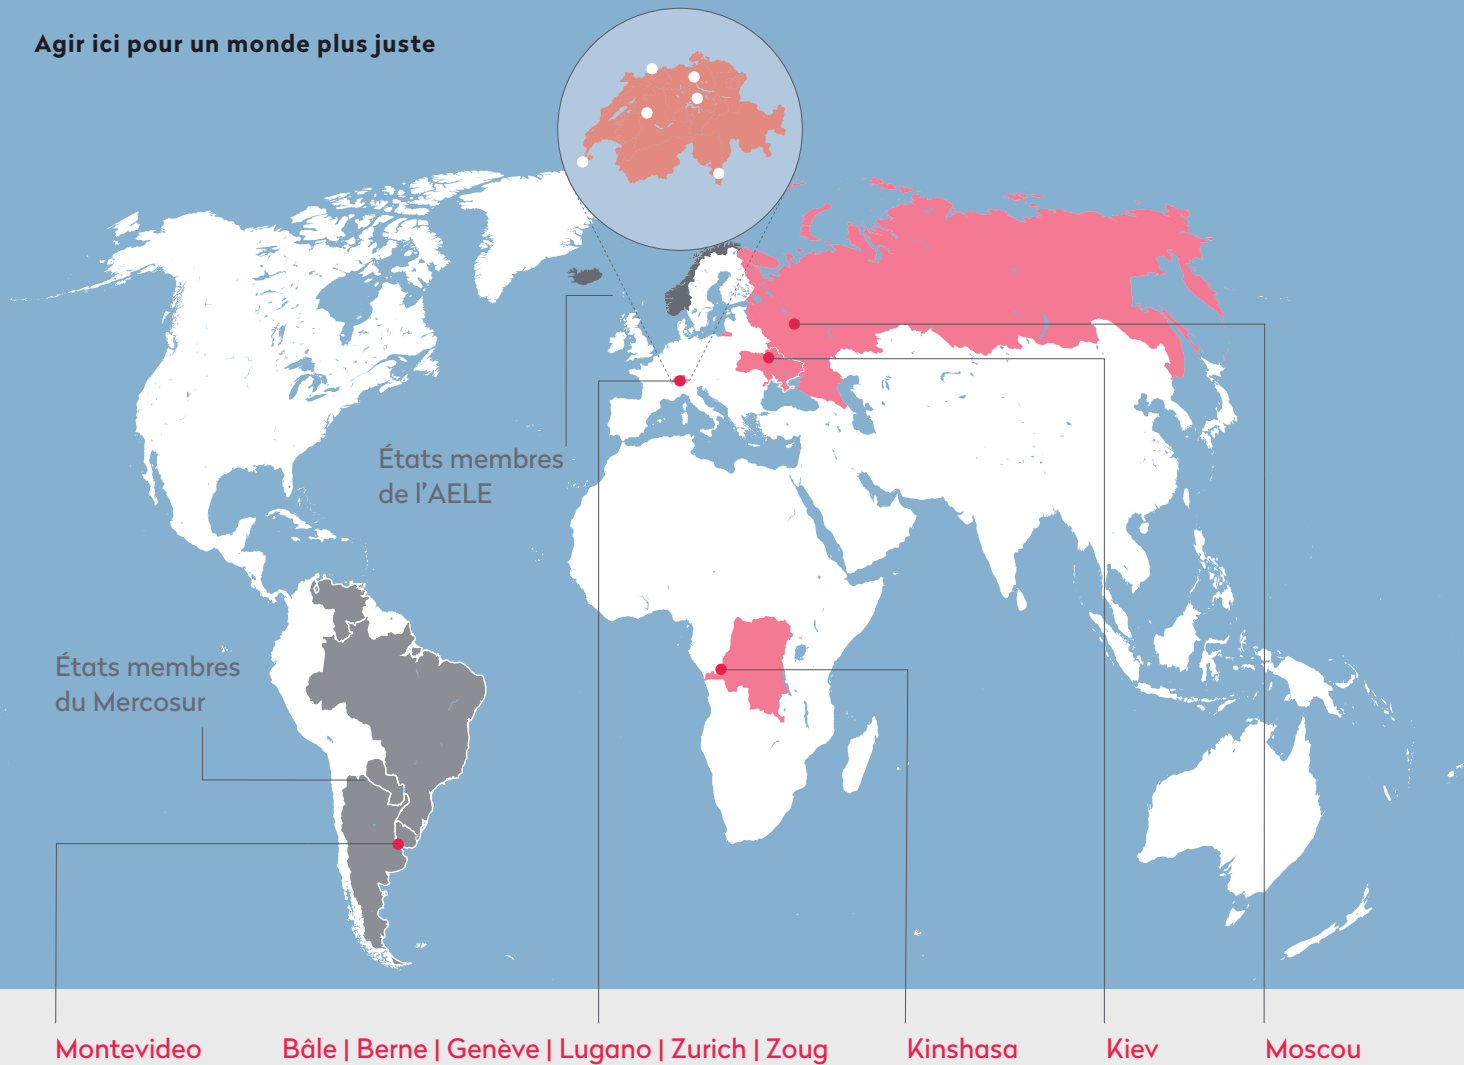 Agir ici pour un monde plus juste
États membres
de l’AELE
États membres
du Mercosur
Montevideo
Bâle | Berne | Genève | Lugano | Zurich | Zoug
Kinshasa
Kiev
Moscou